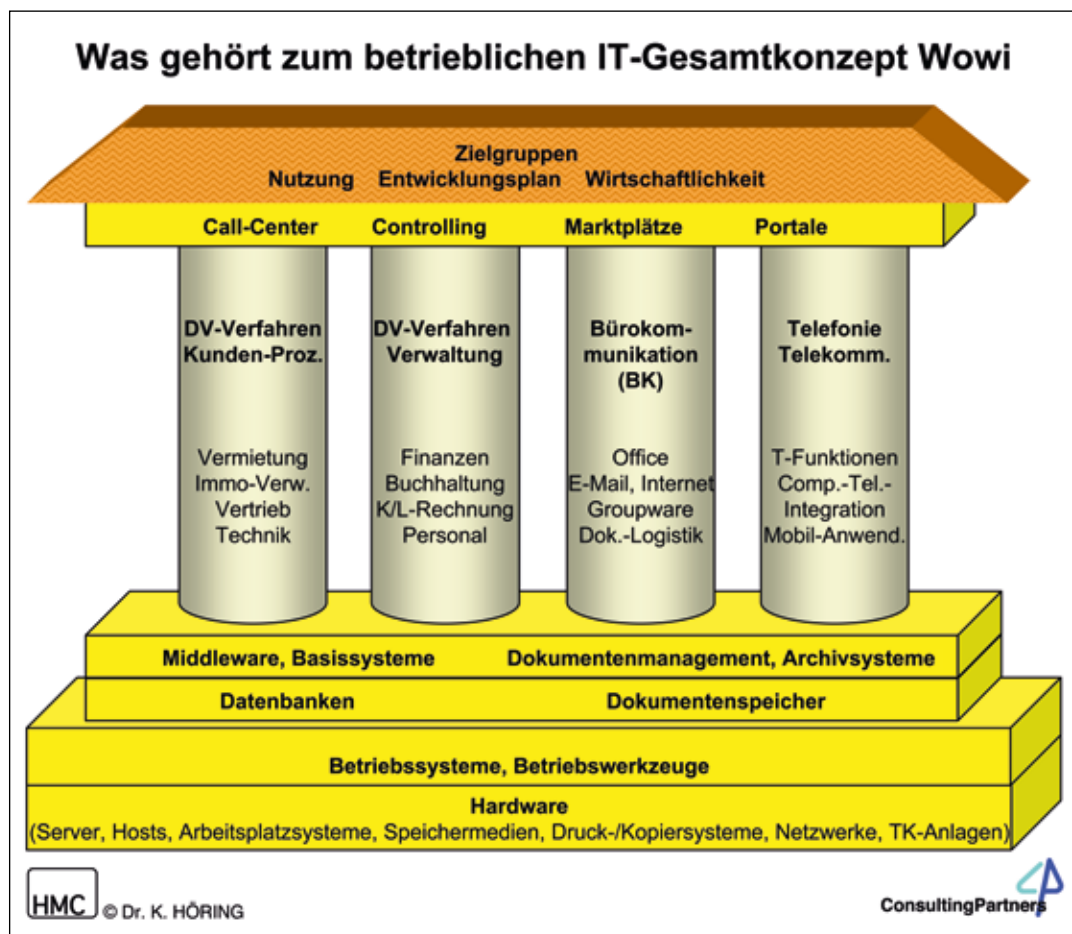 Was gehört zum betrieblichen IT-Gesamtkonzept Wowi
Zielgruppen
Nutzung Entwicklungsplan Wirtschaftlichkeit
Call-Center Controlling Marktplätze Portale
DV-Verfahren
Kunden-Proz.
Vermietung
Immo-Verw.
Vertrieb
Technik
DV-Verfahren
Verwaltung
Finanzen
Buchhaltung
K/L-Rechnung
Personal
Bürokom-
munikation
(BK)
Office
E-Mail, Internet
Groupware
Dok.-Logistik
Telefonie
Telekomm.
T-Funktionen
Comp.-Tel.-
Integration
Mobil-Anwend.
Middleware, Basissysteme Dokumentenmanagement, Archivsysteme
Datenbanken Dokumentenspeicher
Betriebssysteme, Betriebswerkzeuge
Hardware
(Server, Hosts, Arbeitsplatzsysteme, Speichermedien, Druck-/Kopiersysteme, Netzwerke, TK-Anlagen)
HMC © Dr. K. HÖRING
ConsultingPartners